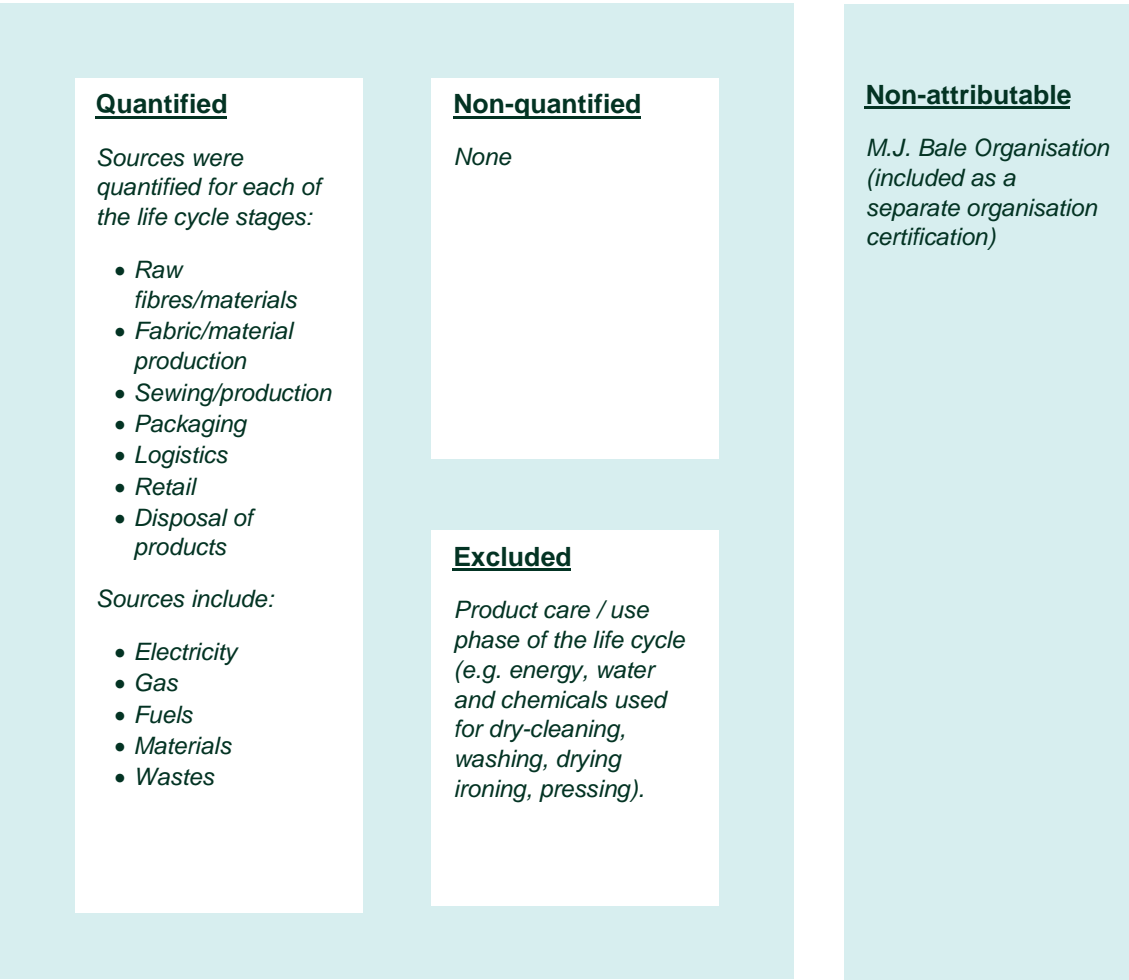 Quantified
Sources were
quantified for each of
the life cycle stages:
• Raw
fibres/materials
• Fabric/material
production
• Sewing/production
• Packaging
• Logistics
• Retail
• Disposal of
products
Sources include:
• Electricity
• Gas
• Fuels
• Materials
• Wastes
Non-quantified
None
Excluded
Product care / use
phase of the life cycle
(e.g. energy, water
and chemicals used
for dry-cleaning,
washing, drying
ironing, pressing).
Non-attributable
M.J. Bale Organisation
(included as a
separate organisation
certification)